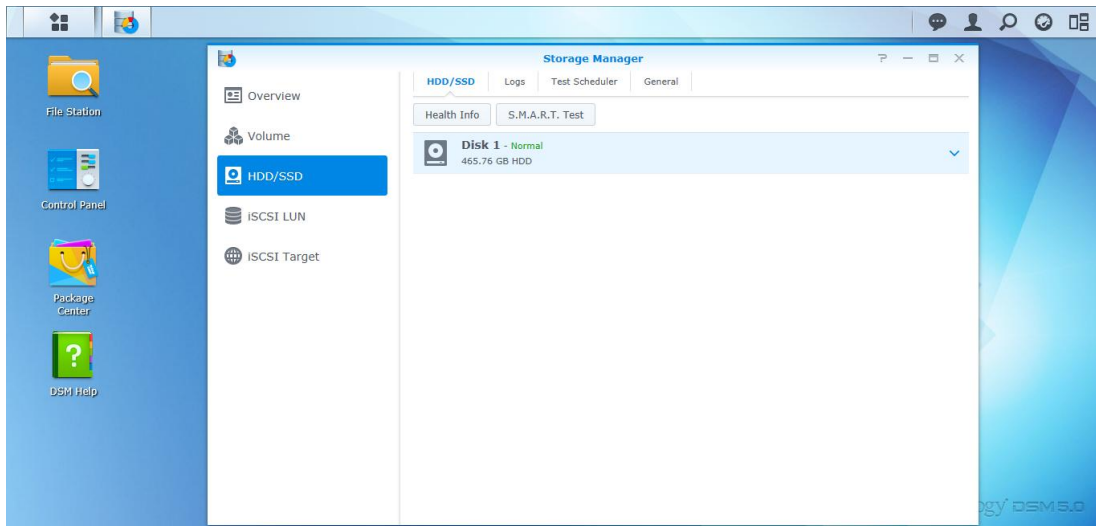 Storage Manager
File Station
Control Panel
Package
Center
DSM Help
Overview
Volume
HDD/SSD
iSCSI LUN
iSCSI Target
HDD/SSD Logs Test Scheduler General
Health Info S.M.A.R.T. Test
Disk 1 - Normal
465.76 GB HDD
DSM 5.0